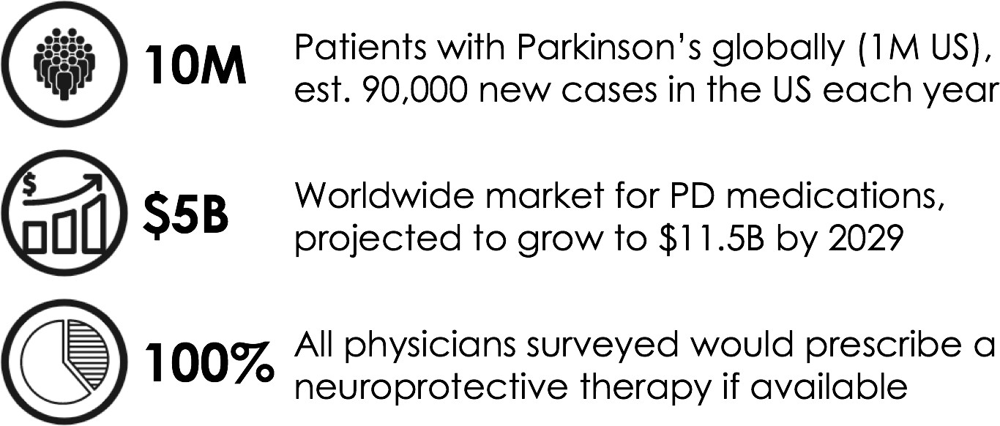 10M
Patients with Parkinson’s globally (1M US),
est. 90,000 new cases in the US each year
$
$5B
Worldwide market for PD medications,
projected to grow to $11.5B by 2029
100%
All physicians surveyed would prescribe a
neuroprotective therapy if available